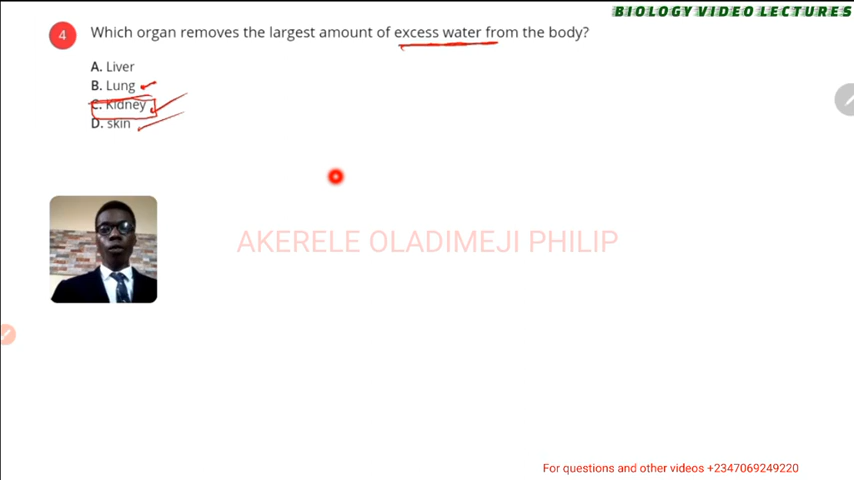 BIOLOGY VIDEO LECTURES
4 Which organ removes the largest amount of excess water from the body?
A. Liver
B. Lung
C. Kidney
D. skin
AKERELE OLADIMEJI PHILIP
For questions and other videos +2347069249220